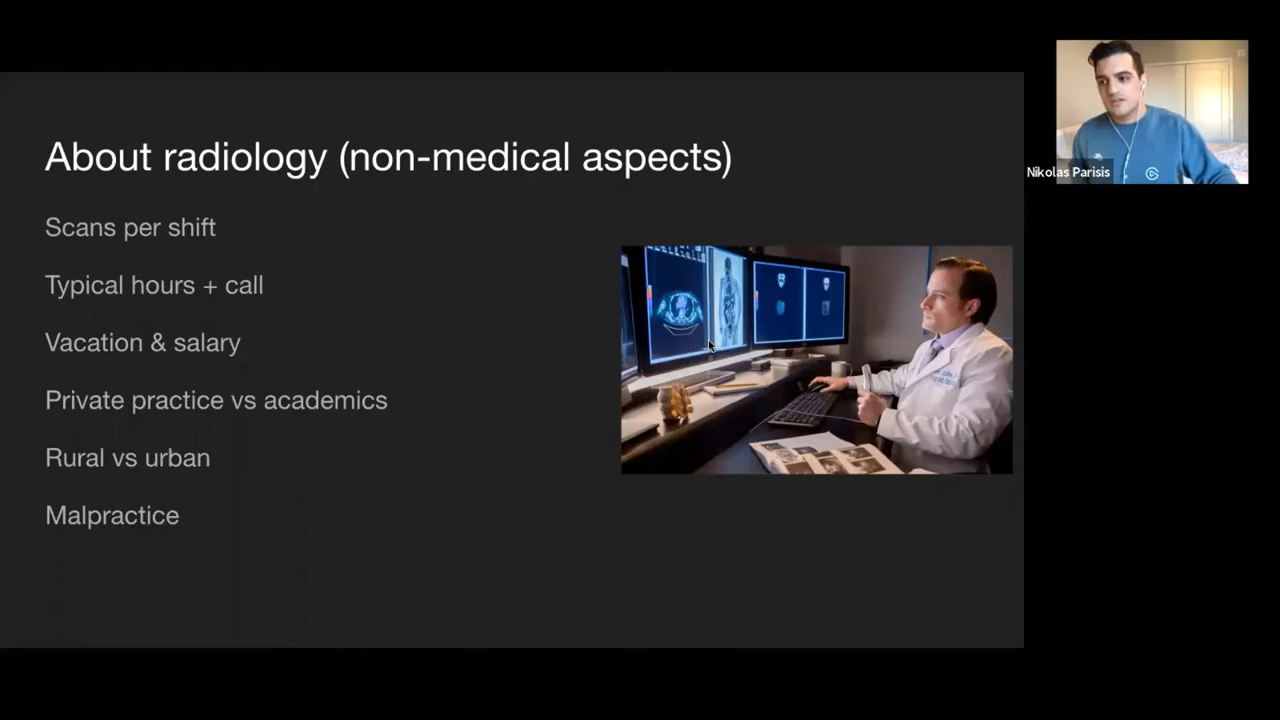 About radiology (non-medical aspects)
Scans per shift
Typical hours + call
Vacation & salary
Private practice vs academics
Rural vs urban
Malpractice
Nikolas Parisis